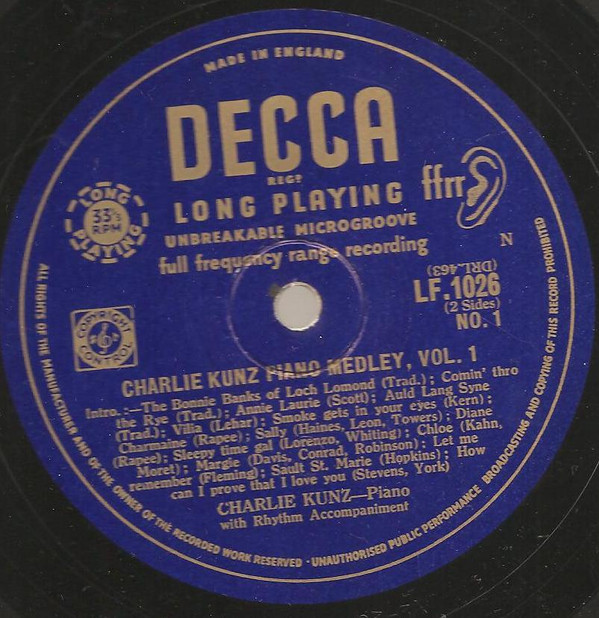 MADE IN ENGLAND
DECCA
REGD
LONG PLAYING
ffrr
UNBREAKABLE MICROGROOVE
full frequency range recording
LONG
33⅓
RPM
PLAYING
N
(DRL.463)
LF.1026
(2 Sides)
NO. 1
COPYRIGHT
CONTROL
CHARLIE KUNZ PIANO MEDLEY, VOL. 1
Intro.:—The Bonnie Banks of Loch Lomond (Trad.); Comin' thro
the Rye (Trad.); Annie Laurie (Scott); Auld Lang Syne
(Trad.); Vilia (Lehar); Smoke gets in your eyes (Kern);
Charmaine (Rapee); Sally (Haines, Leon, Towers); Diane
(Rapee); Sleepy time gal (Lorenzo, Whiting); Chloe (Kahn,
Moret); Margie (Davis, Conrad, Robinson); Let me
remember (Fleming); Sault St. Marie (Hopkins); How
can I prove that I love you (Stevens, York)
CHARLIE KUNZ—Piano
with Rhythm Accompaniment
ALL RIGHTS OF THE MANUFACTURER AND OF THE OWNER OF THE RECORDED WORK RESERVED · UNAUTHORISED PUBLIC PERFORMANCE BROADCASTING AND COPYING OF THIS RECORD PROHIBITED